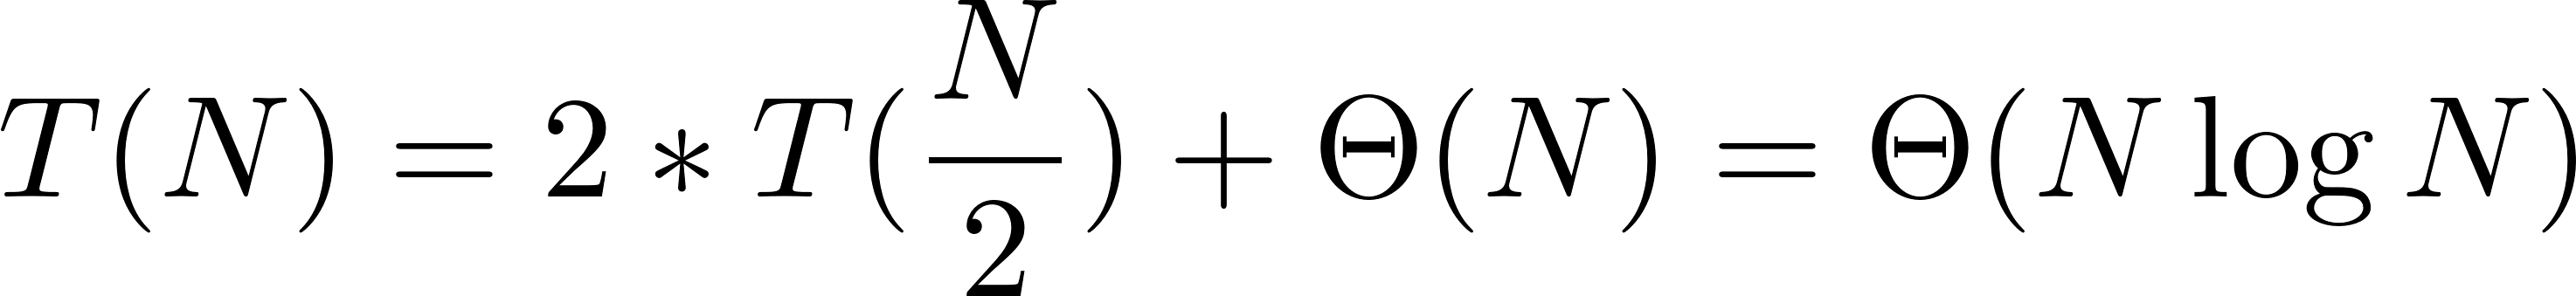 T(N) = 2 * T(N/2) + Θ(N) = Θ(N log N)